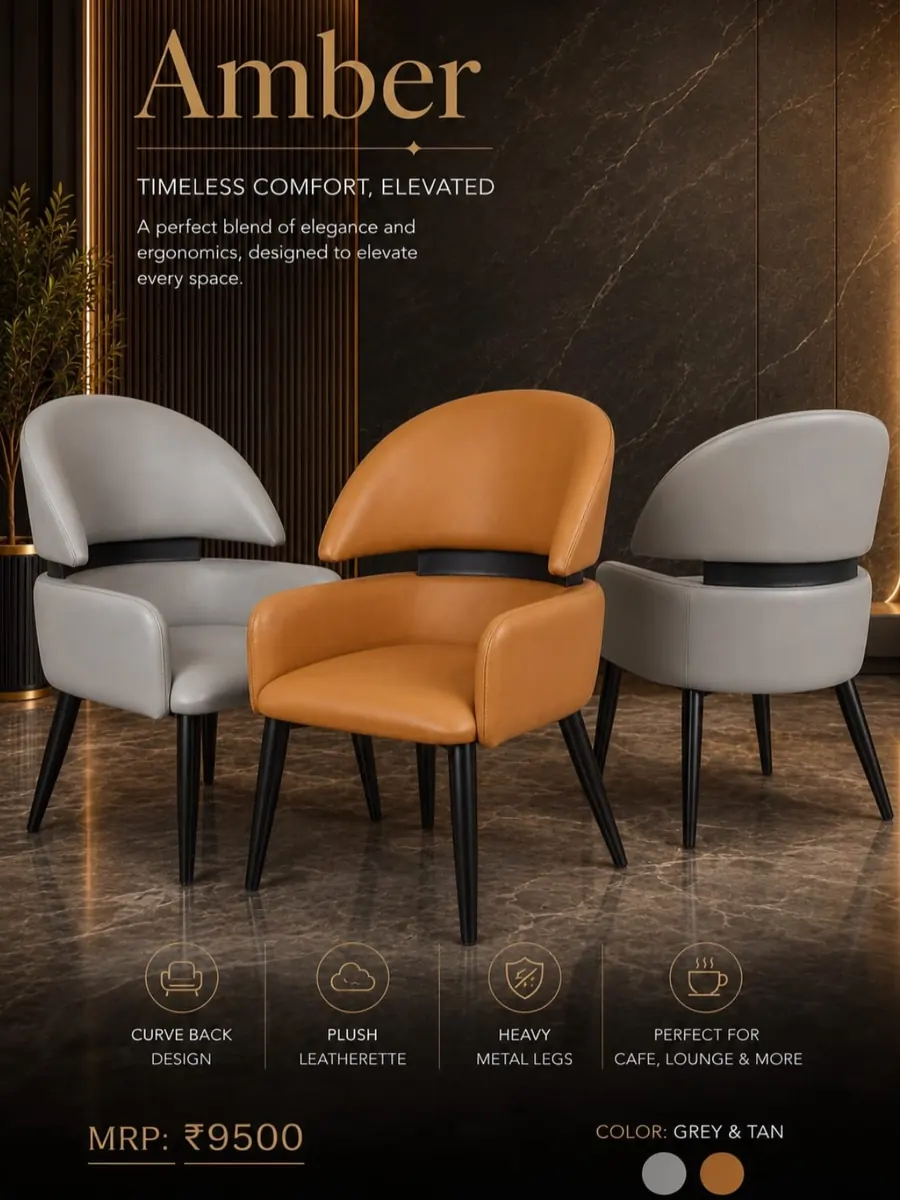 Amber
TIMELESS COMFORT, ELEVATED
A perfect blend of elegance and
ergonomics, designed to elevate
every space.
CURVE BACK
DESIGN
PLUSH
LEATHERETTE
HEAVY
METAL LEGS
PERFECT FOR
CAFE, LOUNGE & MORE
MRP: ₹9500
COLOR: GREY & TAN